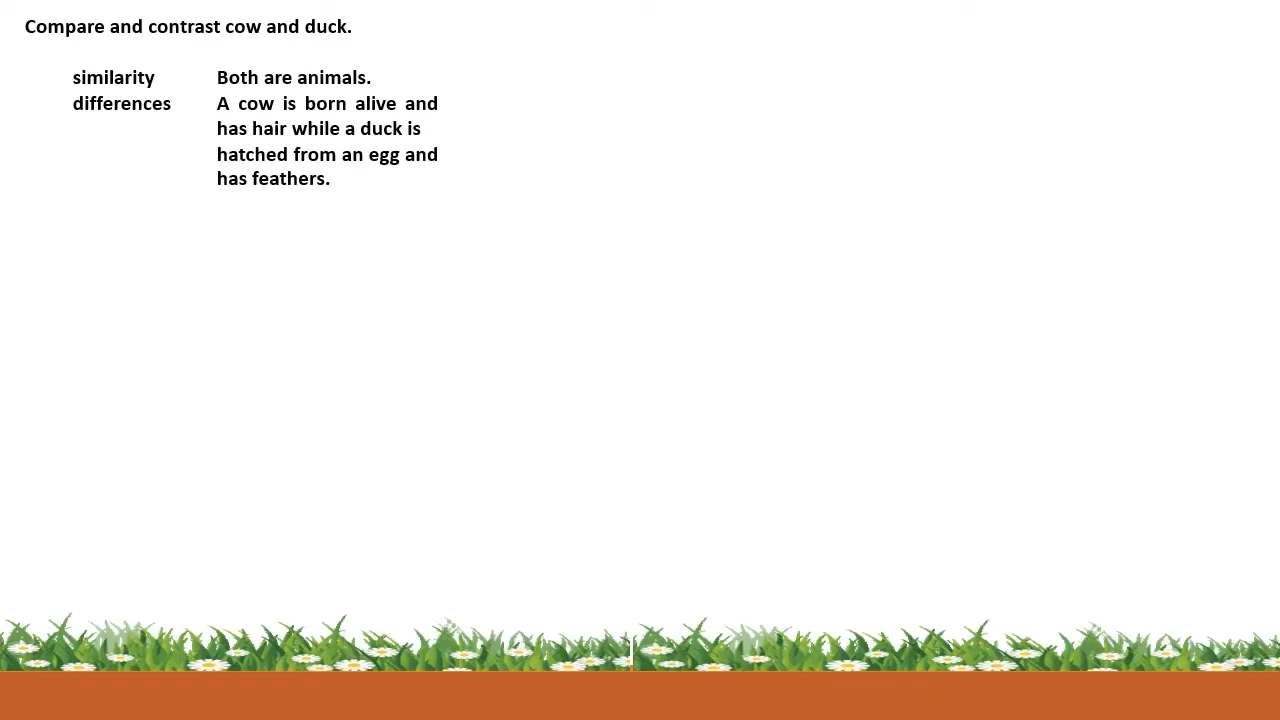 Compare and contrast cow and duck.
similarity Both are animals.
differences A cow is born alive and
has hair while a duck is
hatched from an egg and
has feathers.